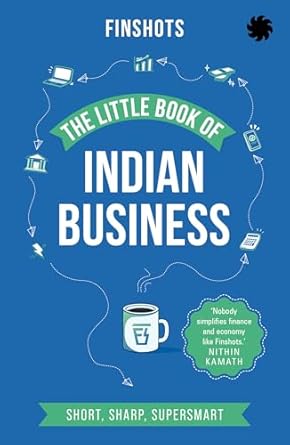 FINSHOTS
THE LITTLE BOOK OF
INDIAN
BUSINESS
'Nobody
simplifies finance
and economy
like Finshots.'
NITHIN
KAMATH
SHORT, SHARP, SUPERSMART